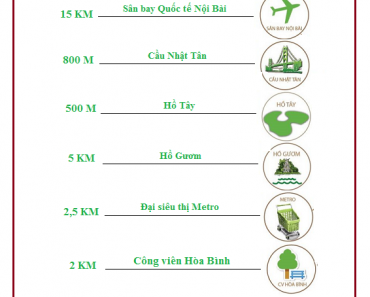 15 KM Sân bay Quốc tế Nội Bài
SÂN BAY NỘI BÀI
800 M Cầu Nhật Tân
CẦU NHẬT TÂN
500 M Hồ Tây
HỒ TÂY
5 KM Hồ Gươm
HỒ GƯƠM
2,5 KM Đại siêu thị Metro
METRO
2 KM Công viên Hòa Bình
CV HÒA BÌNH